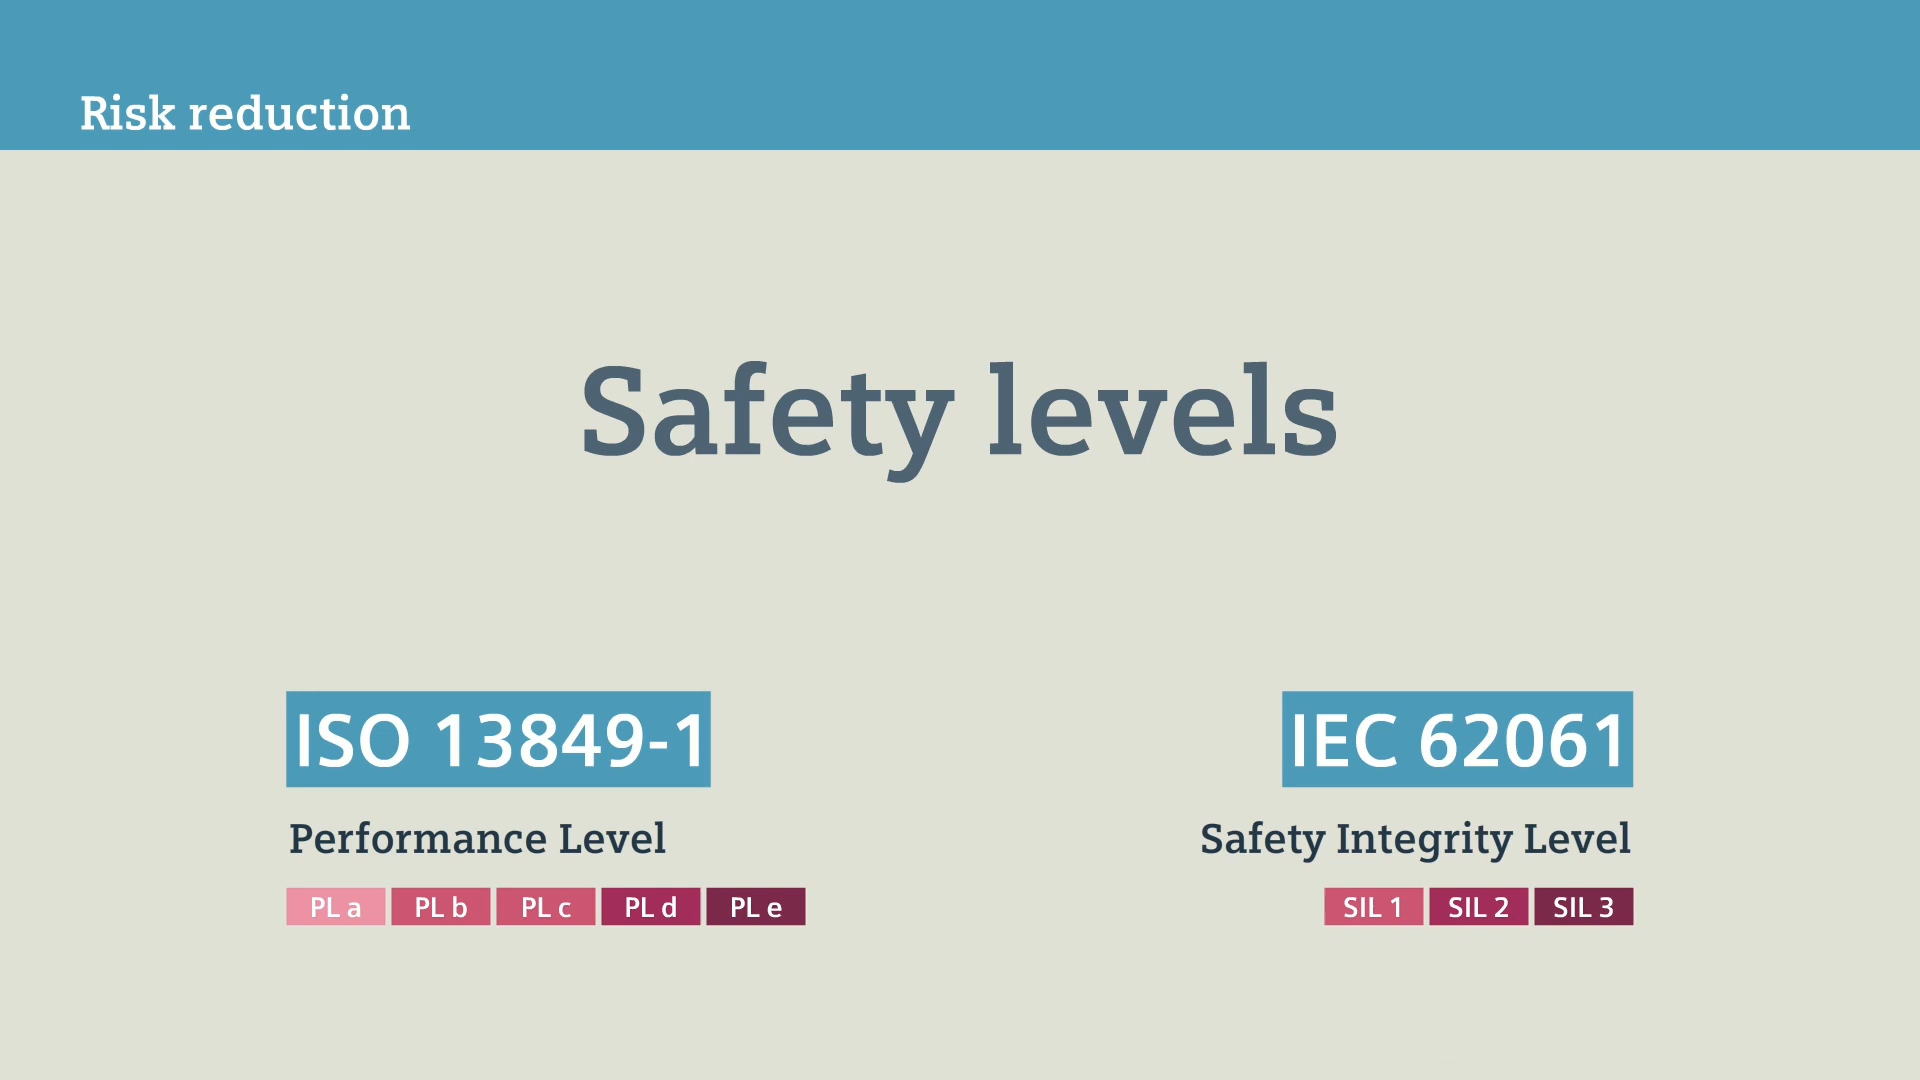 Risk reduction
Safety levels
ISO 13849-1
Performance Level
PL a PL b PL c PL d PL e
IEC 62061
Safety Integrity Level
SIL 1 SIL 2 SIL 3